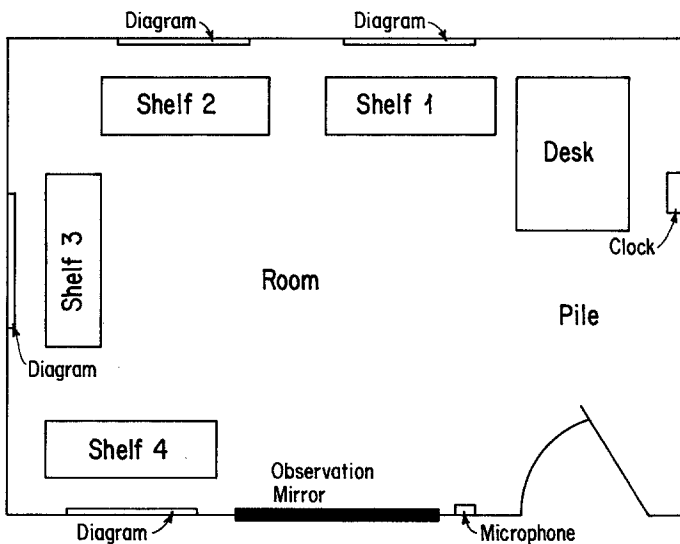 Diagram
Diagram
Shelf 2
Shelf 1
Desk
Clock
Shelf 3
Room
Pile
Diagram
Shelf 4
Observation
Mirror
Diagram
Microphone